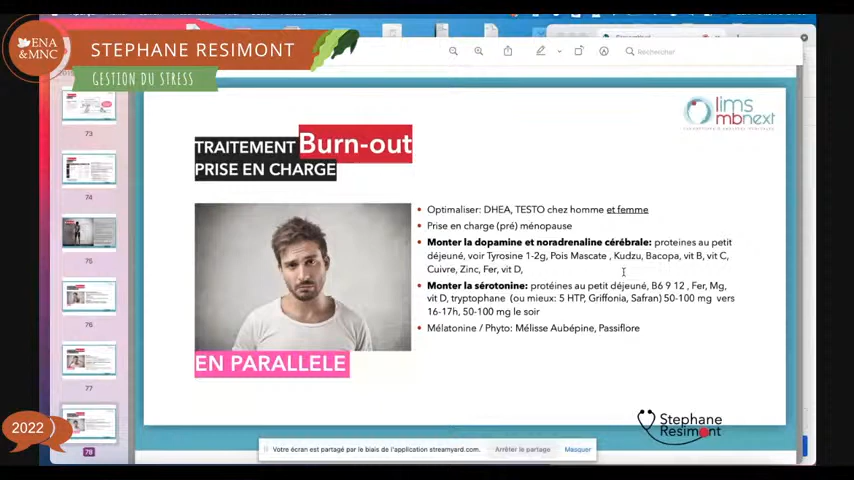 ENA
&MNC
STEPHANE RESIMONT
GESTION DU STRESS
Rechercher
lims
mbnext
73
74
75
76
77
78
TRAITEMENT Burn-out
PRISE EN CHARGE
EN PARALLELE
• Optimaliser: DHEA, TESTO chez homme et femme
• Prise en charge (pré) ménopause
• Monter la dopamine et noradrenaline cérébrale: proteines au petit
déjeuné, voir Tyrosine 1-2g, Pois Mascate , Kudzu, Bacopa, vit B, vit C,
Cuivre, Zinc, Fer, vit D,
• Monter la sérotonine: protéines au petit déjeuné, B6 9 12 , Fer, Mg,
vit D, tryptophane (ou mieux: 5 HTP, Griffonia, Safran) 50-100 mg vers
16-17h, 50-100 mg le soir
• Mélatonine / Phyto: Mélisse Aubépine, Passiflore
Stephane
Resimont
2022
Votre écran est partagé par le biais de l'application streamyard.com. Arrêter le partage Masquer